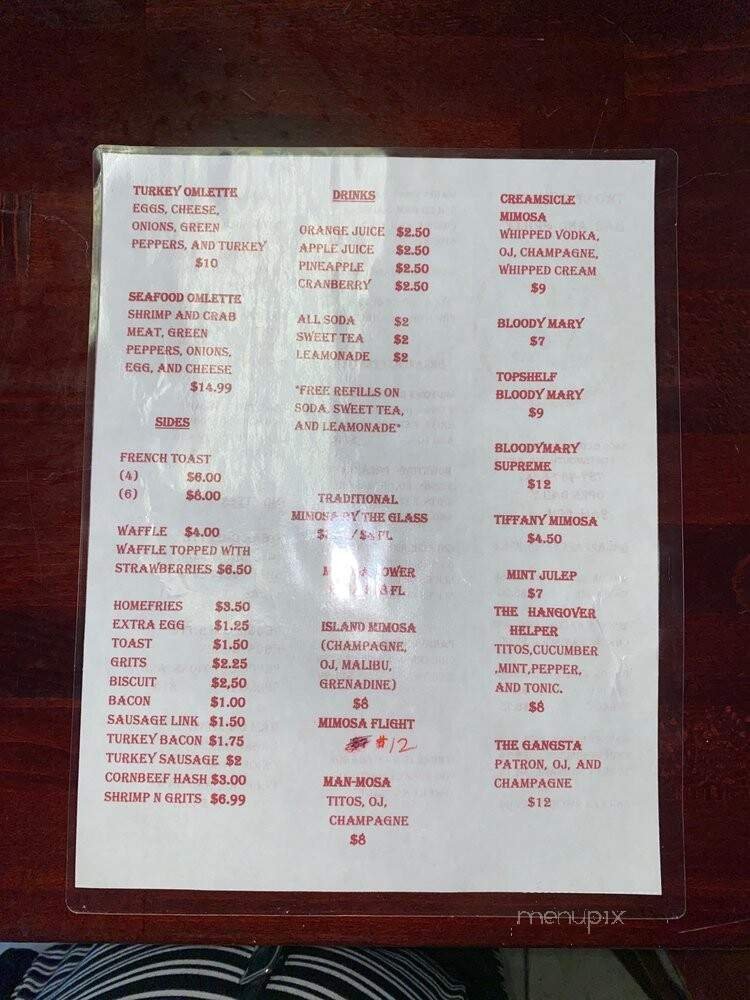 TURKEY OMLETTE
EGGS, CHEESE,
ONIONS, GREEN
PEPPERS, AND TURKEY
$10
SEAFOOD OMLETTE
SHRIMP AND CRAB
MEAT, GREEN
PEPPERS, ONIONS,
EGG, AND CHEESE
$14.99
SIDES
FRENCH TOAST
(4) $6.00
(6) $8.00
WAFFLE $4.00
WAFFLE TOPPED WITH
STRAWBERRIES $6.50
HOMEFRIES $3.50
EXTRA EGG $1.25
TOAST $1.50
GRITS $2.25
BISCUIT $2,50
BACON $1.00
SAUSAGE LINK $1.50
TURKEY BACON $1.75
TURKEY SAUSAGE $2
CORNBEEF HASH $3.00
SHRIMP N GRITS $6.99
DRINKS
ORANGE JUICE $2.50
APPLE JUICE $2.50
PINEAPPLE $2.50
CRANBERRY $2.50
ALL SODA $2
SWEET TEA $2
LEAMONADE $2
*FREE REFILLS ON
SODA, SWEET TEA,
AND LEAMONADE*
TRADITIONAL
MIMOSA BY THE GLASS
FL
FL
ISLAND MIMOSA
(CHAMPAGNE,
OJ, MALIBU,
GRENADINE)
$8
MIMOSA FLIGHT
$12
MAN-MOSA
TITOS, OJ,
CHAMPAGNE
$8
CREAMSICLE
MIMOSA
WHIPPED VODKA,
OJ, CHAMPAGNE,
WHIPPED CREAM
$9
BLOODY MARY
$7
TOPSHELF
BLOODY MARY
$9
BLOODYMARY
SUPREME
$12
TIFFANY MIMOSA
$4.50
MINT JULEP
$7
THE HANGOVER
HELPER
TITOS,CUCUMBER
,MINT,PEPPER,
AND TONIC.
$8
THE GANGSTA
PATRON, OJ, AND
CHAMPAGNE
$12
menupix